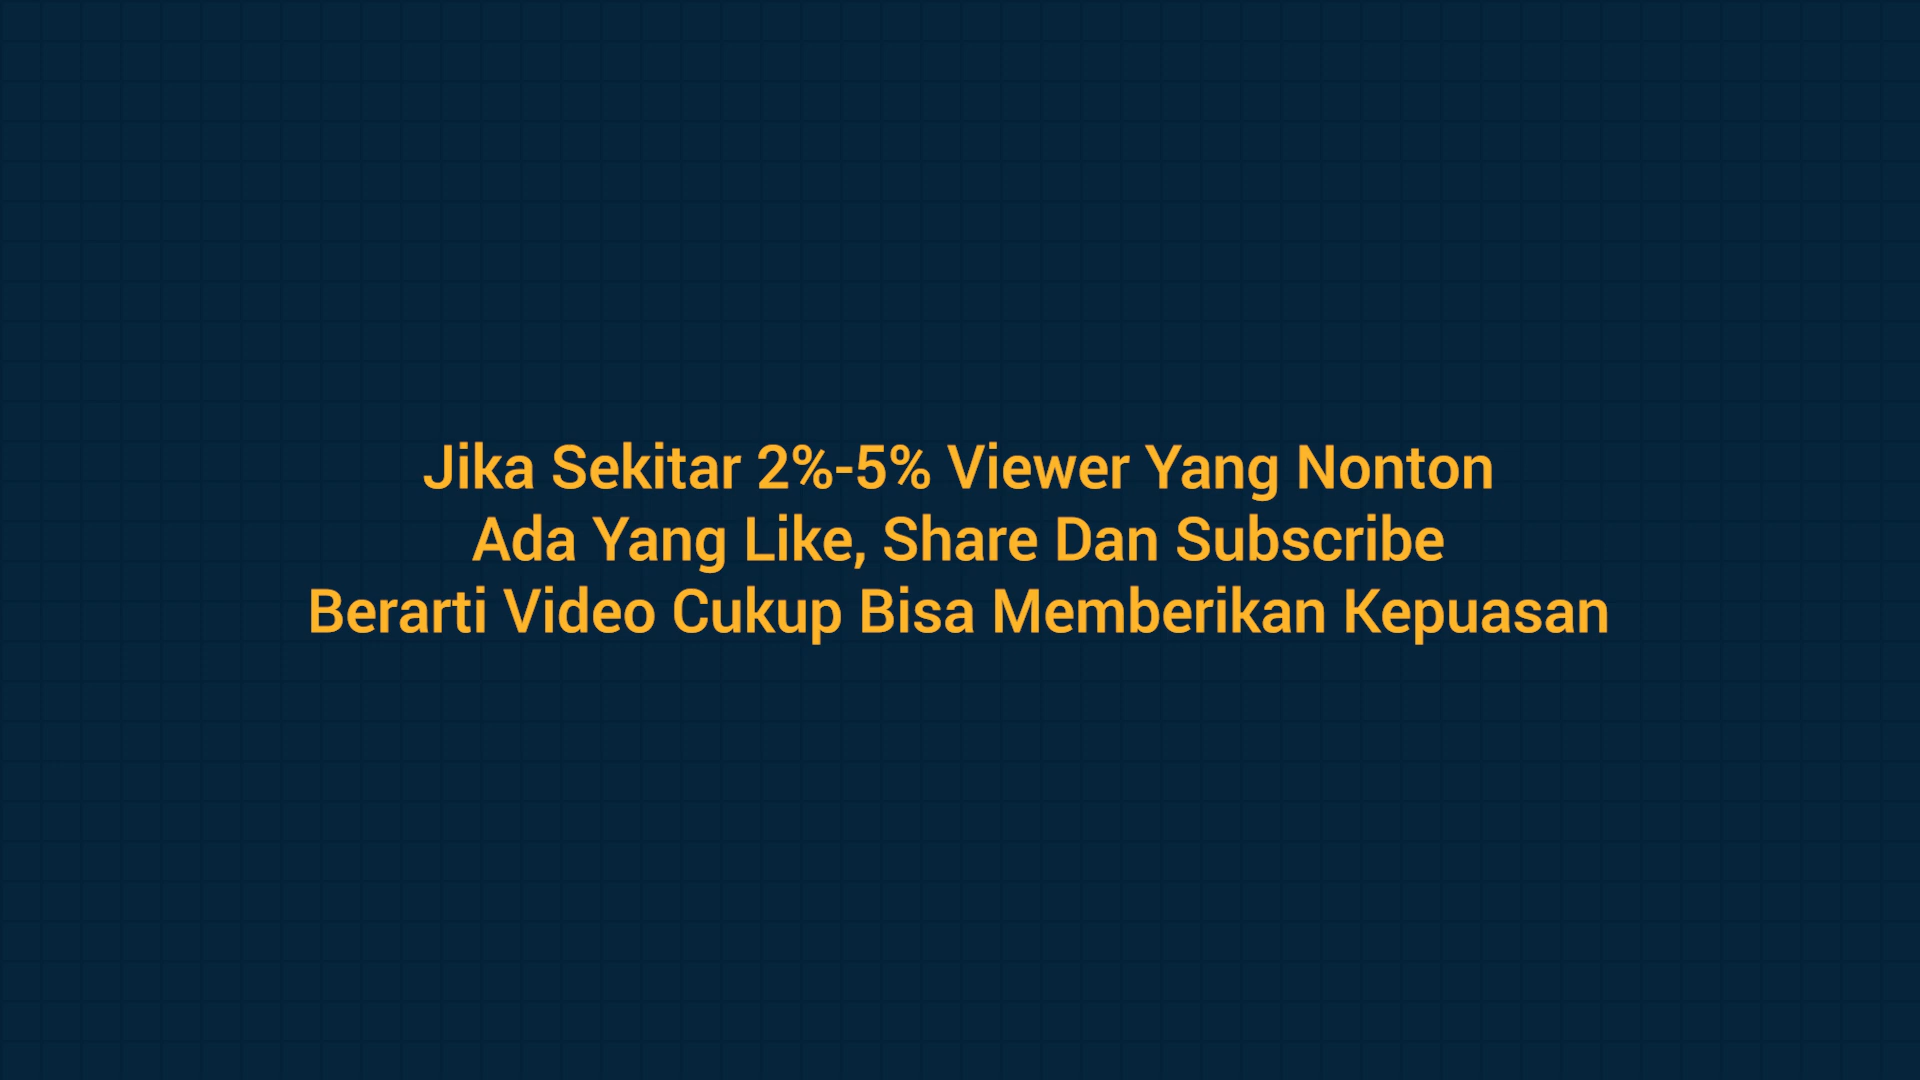 Jika Sekitar 2%-5% Viewer Yang Nonton
Ada Yang Like, Share Dan Subscribe
Berarti Video Cukup Bisa Memberikan Kepuasan